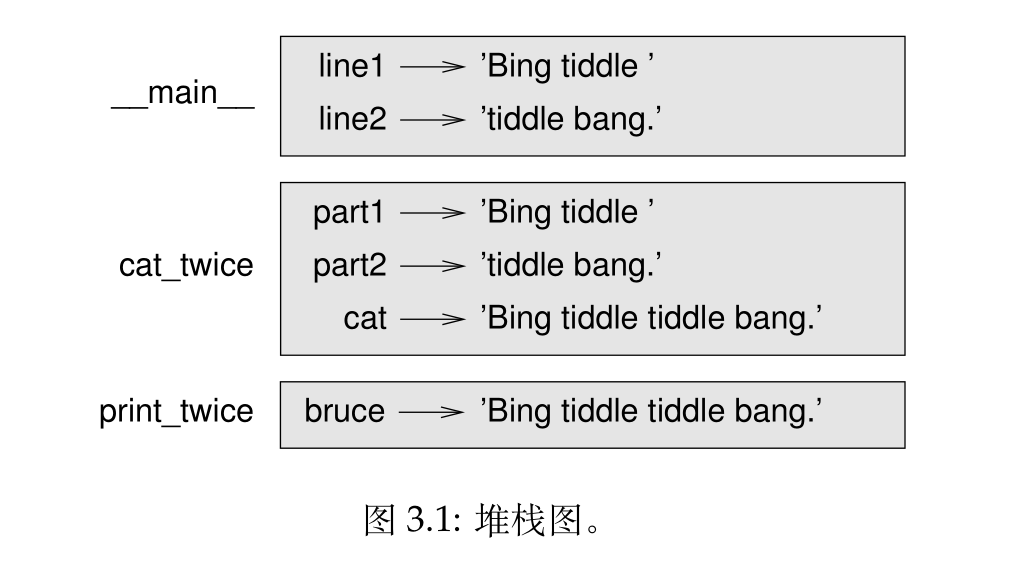 line1 ’Bing tiddle ’
__main__
line2 ’tiddle bang.’
part1 ’Bing tiddle ’
cat_twice part2 ’tiddle bang.’
cat ’Bing tiddle tiddle bang.’
print_twice bruce ’Bing tiddle tiddle bang.’
图 3.1: 堆栈图。